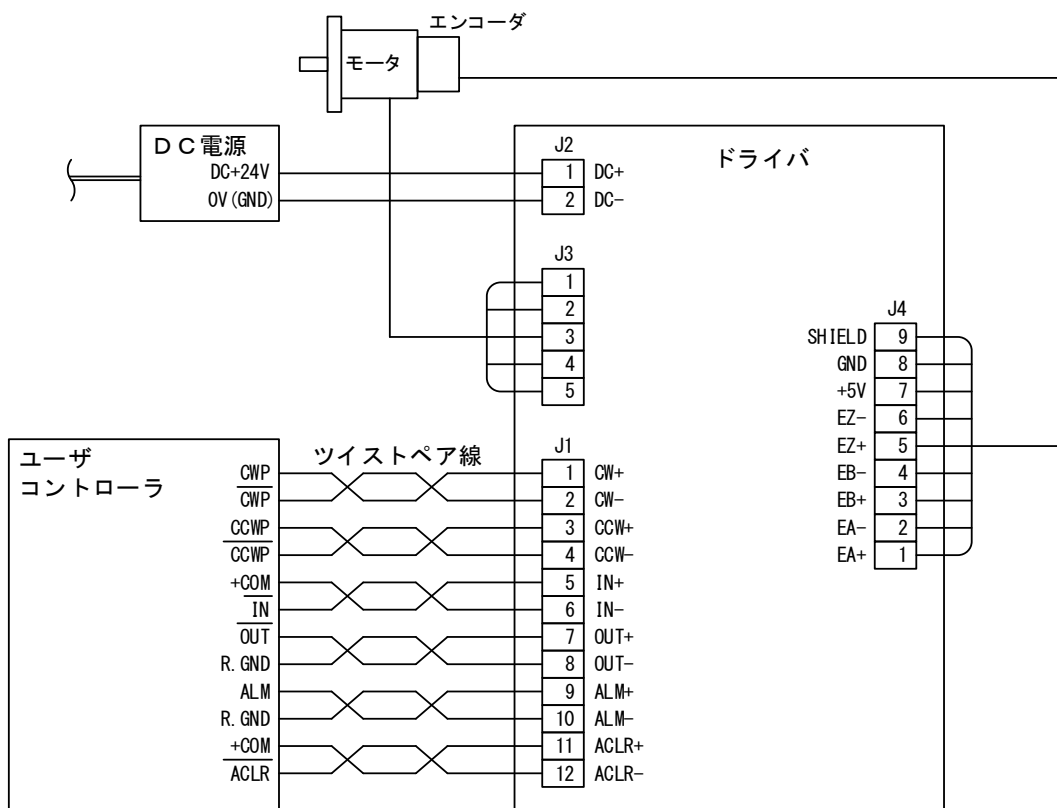 エンコーダ
モータ
DC電源
DC+24V
0V(GND)
J2
1 DC+
2 DC-
ドライバ
J3
1
2
3
4
5
J4
SHIELD 9
GND 8
+5V 7
EZ- 6
EZ+ 5
EB- 4
EB+ 3
EA- 2
EA+ 1
ユーザ
コントローラ
ツイストペア線
J1
CWP 1 CW+
CWP 2 CW-
CCWP 3 CCW+
CCWP 4 CCW-
+COM 5 IN+
IN 6 IN-
OUT 7 OUT+
R.GND 8 OUT-
ALM 9 ALM+
R.GND 10 ALM-
+COM 11 ACLR+
ACLR 12 ACLR-